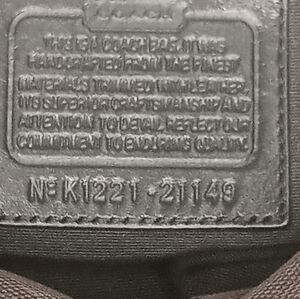 COACH
THIS IS A COACH BAG. IT WAS
HANDCRAFTED FROM THE FINEST
MATERIALS TRIMMED WITH LEATHER.
ITS SUPERIOR CRAFTSMANSHIP AND
ATTENTION TO DETAIL REFLECT OUR
COMMITMENT TO ENDURING QUALITY.
Nº K1221-21149